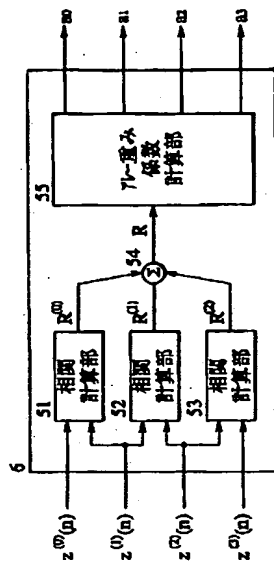 6
z⁽⁰⁾(n)
z⁽¹⁾(n)
z⁽²⁾(n)
z⁽³⁾(n)
51
相関
計算部
52
相関
計算部
53
相関
計算部
R⁽⁰⁾
R⁽¹⁾
R⁽²⁾
54
Σ
R
55
アレー重み
係数
計算部
a0
a1
a2
a3